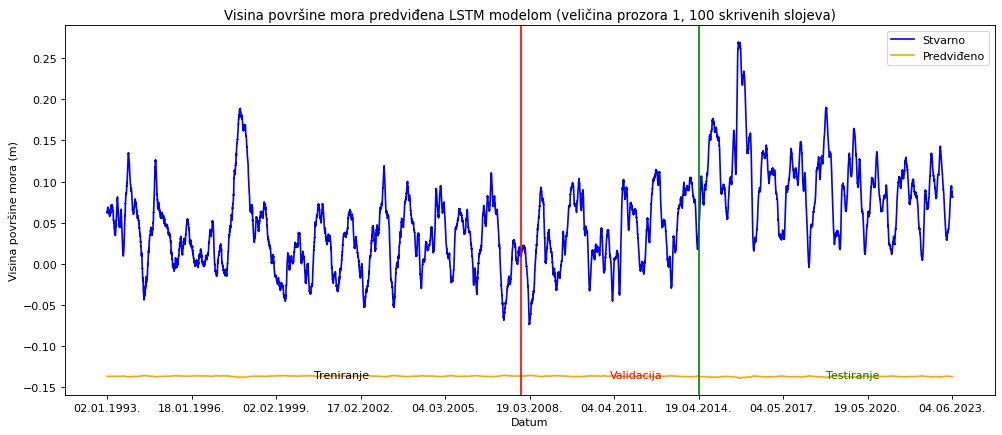 Visina površine mora predviđena LSTM modelom (veličina prozora 1, 100 skrivenih slojeva)
Stvarno
Predviđeno
Visina površine mora (m)
0.25
0.20
0.15
0.10
0.05
0.00
−0.05
−0.10
−0.15
Treniranje
Validacija
Testiranje
02.01.1993. 18.01.1996. 02.02.1999. 17.02.2002. 04.03.2005. 19.03.2008. 04.04.2011. 19.04.2014. 04.05.2017. 19.05.2020. 04.06.2023.
Datum